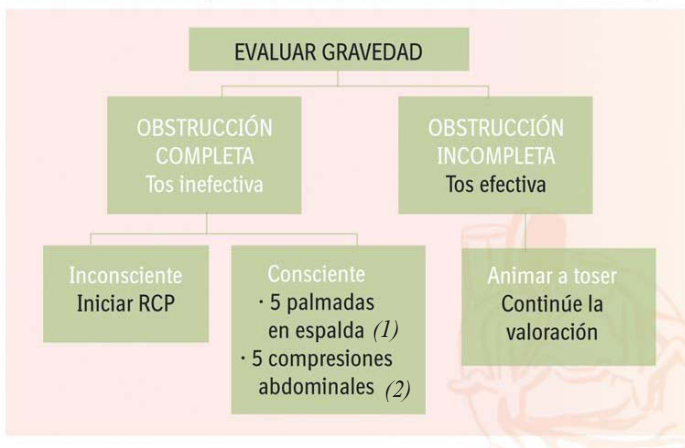 EVALUAR GRAVEDAD
OBSTRUCCIÓN
COMPLETA
Tos inefectiva
OBSTRUCCIÓN
INCOMPLETA
Tos efectiva
Inconsciente
Iniciar RCP
Consciente
· 5 palmadas
en espalda (1)
· 5 compresiones
abdominales (2)
Animar a toser
Continúe la
valoración